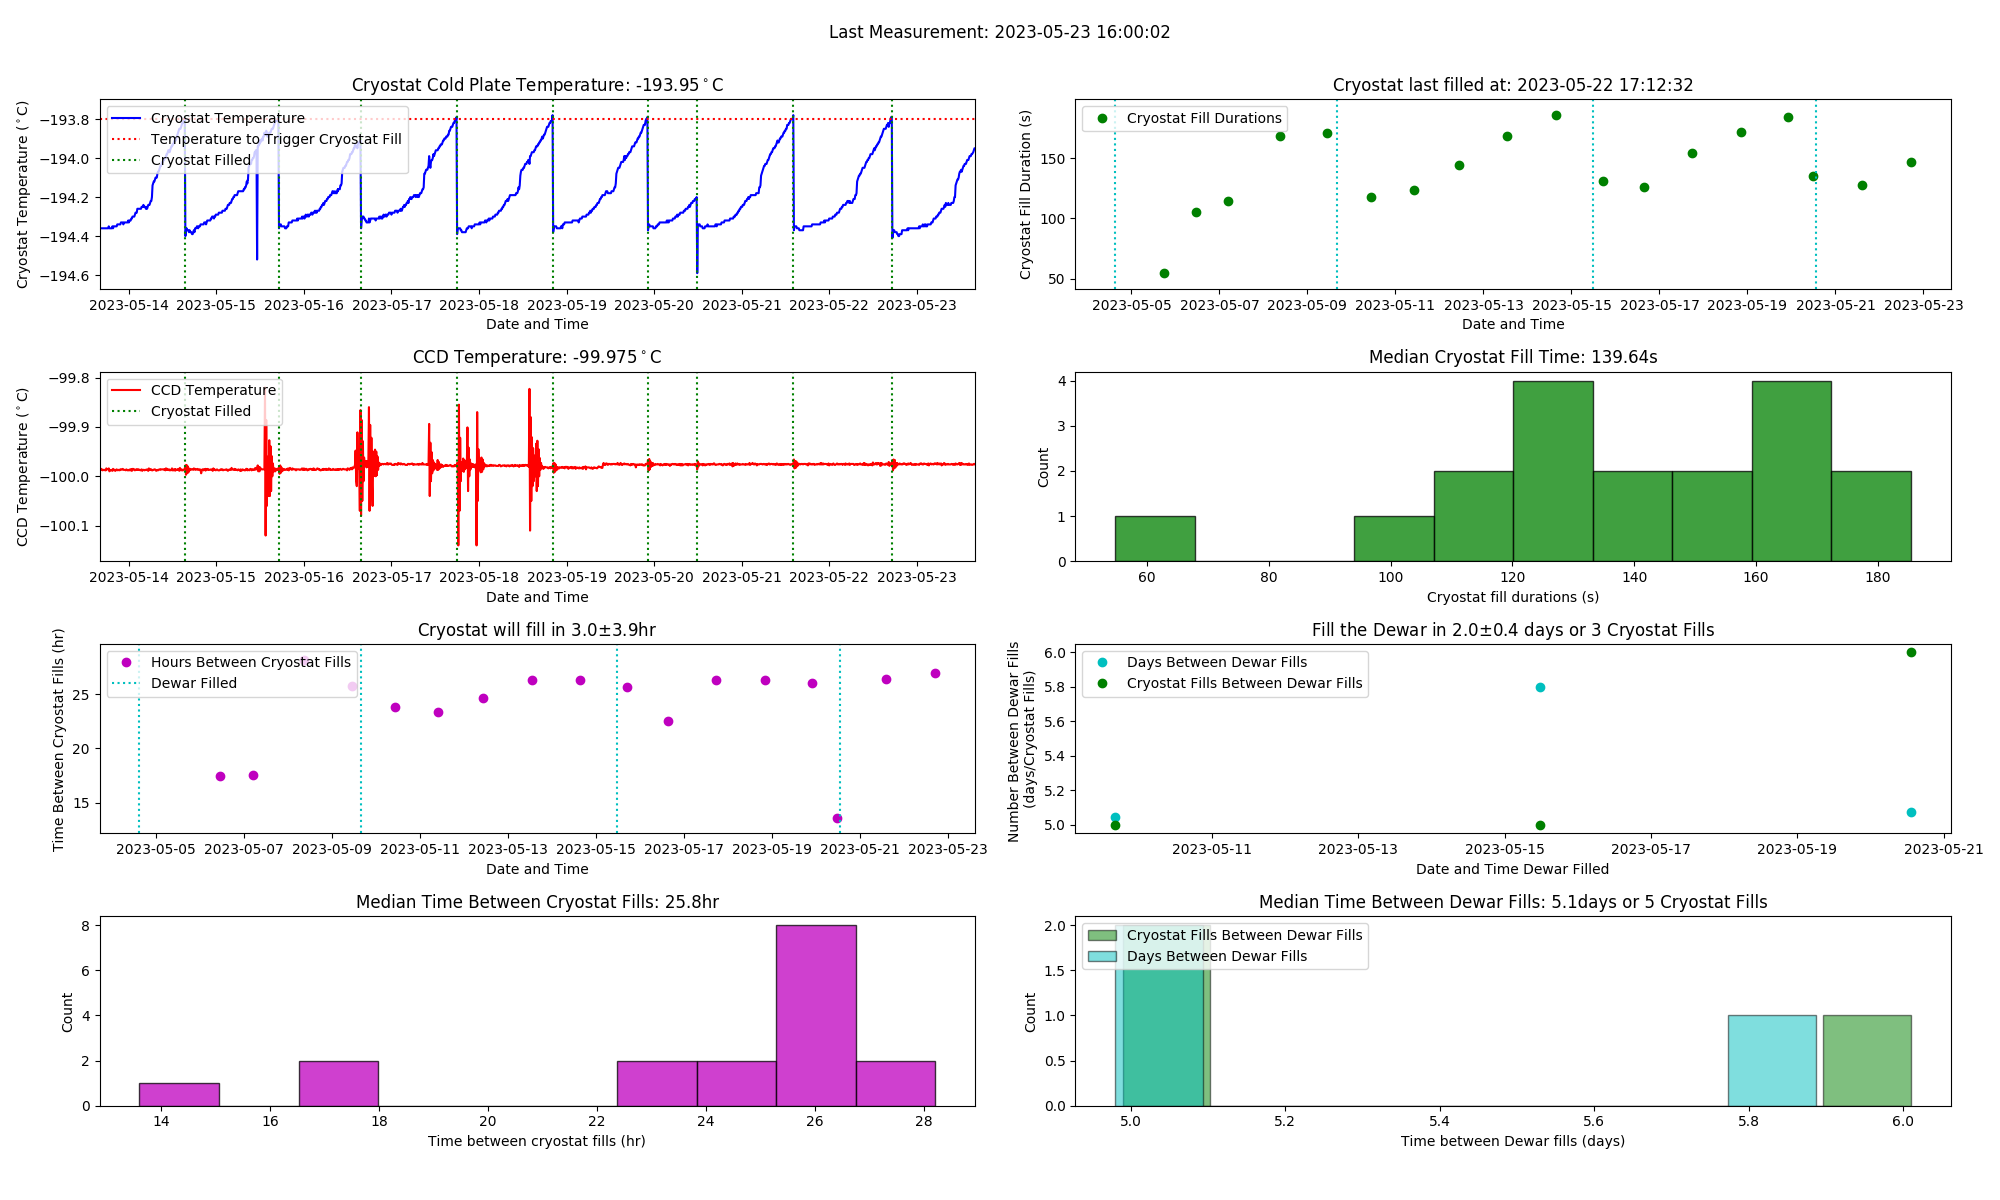 Last Measurement: 2023-05-23 16:00:02
Cryostat Cold Plate Temperature: -193.95°C
Cryostat Temperature (°C)
−193.8
−194.0
−194.2
−194.4
−194.6
Cryostat Temperature
Temperature to Trigger Cryostat Fill
Cryostat Filled
2023-05-14 2023-05-15 2023-05-16 2023-05-17 2023-05-18 2023-05-19 2023-05-20 2023-05-21 2023-05-22 2023-05-23
Date and Time
Cryostat last filled at: 2023-05-22 17:12:32
Cryostat Fill Duration (s)
150
100
50
Cryostat Fill Durations
2023-05-05 2023-05-07 2023-05-09 2023-05-11 2023-05-13 2023-05-15 2023-05-17 2023-05-19 2023-05-21 2023-05-23
Date and Time
CCD Temperature: -99.975°C
CCD Temperature (°C)
−99.8
−99.9
−100.0
−100.1
CCD Temperature
Cryostat Filled
2023-05-14 2023-05-15 2023-05-16 2023-05-17 2023-05-18 2023-05-19 2023-05-20 2023-05-21 2023-05-22 2023-05-23
Date and Time
Median Cryostat Fill Time: 139.64s
Count
4
3
2
1
0
60 80 100 120 140 160 180
Cryostat fill durations (s)
Cryostat will fill in 3.0±3.9hr
Time Between Cryostat Fills (hr)
25
20
15
Hours Between Cryostat Fills
Dewar Filled
2023-05-05 2023-05-07 2023-05-09 2023-05-11 2023-05-13 2023-05-15 2023-05-17 2023-05-19 2023-05-21 2023-05-23
Date and Time
Fill the Dewar in 2.0±0.4 days or 3 Cryostat Fills
Number Between Dewar Fills
(days/Cryostat Fills)
6.0
5.8
5.6
5.4
5.2
5.0
Days Between Dewar Fills
Cryostat Fills Between Dewar Fills
2023-05-11 2023-05-13 2023-05-15 2023-05-17 2023-05-19 2023-05-21
Date and Time Dewar Filled
Median Time Between Cryostat Fills: 25.8hr
Count
8
6
4
2
0
14 16 18 20 22 24 26 28
Time between cryostat fills (hr)
Median Time Between Dewar Fills: 5.1days or 5 Cryostat Fills
Count
2.0
1.5
1.0
0.5
0.0
Cryostat Fills Between Dewar Fills
Days Between Dewar Fills
5.0 5.2 5.4 5.6 5.8 6.0
Time between Dewar fills (days)